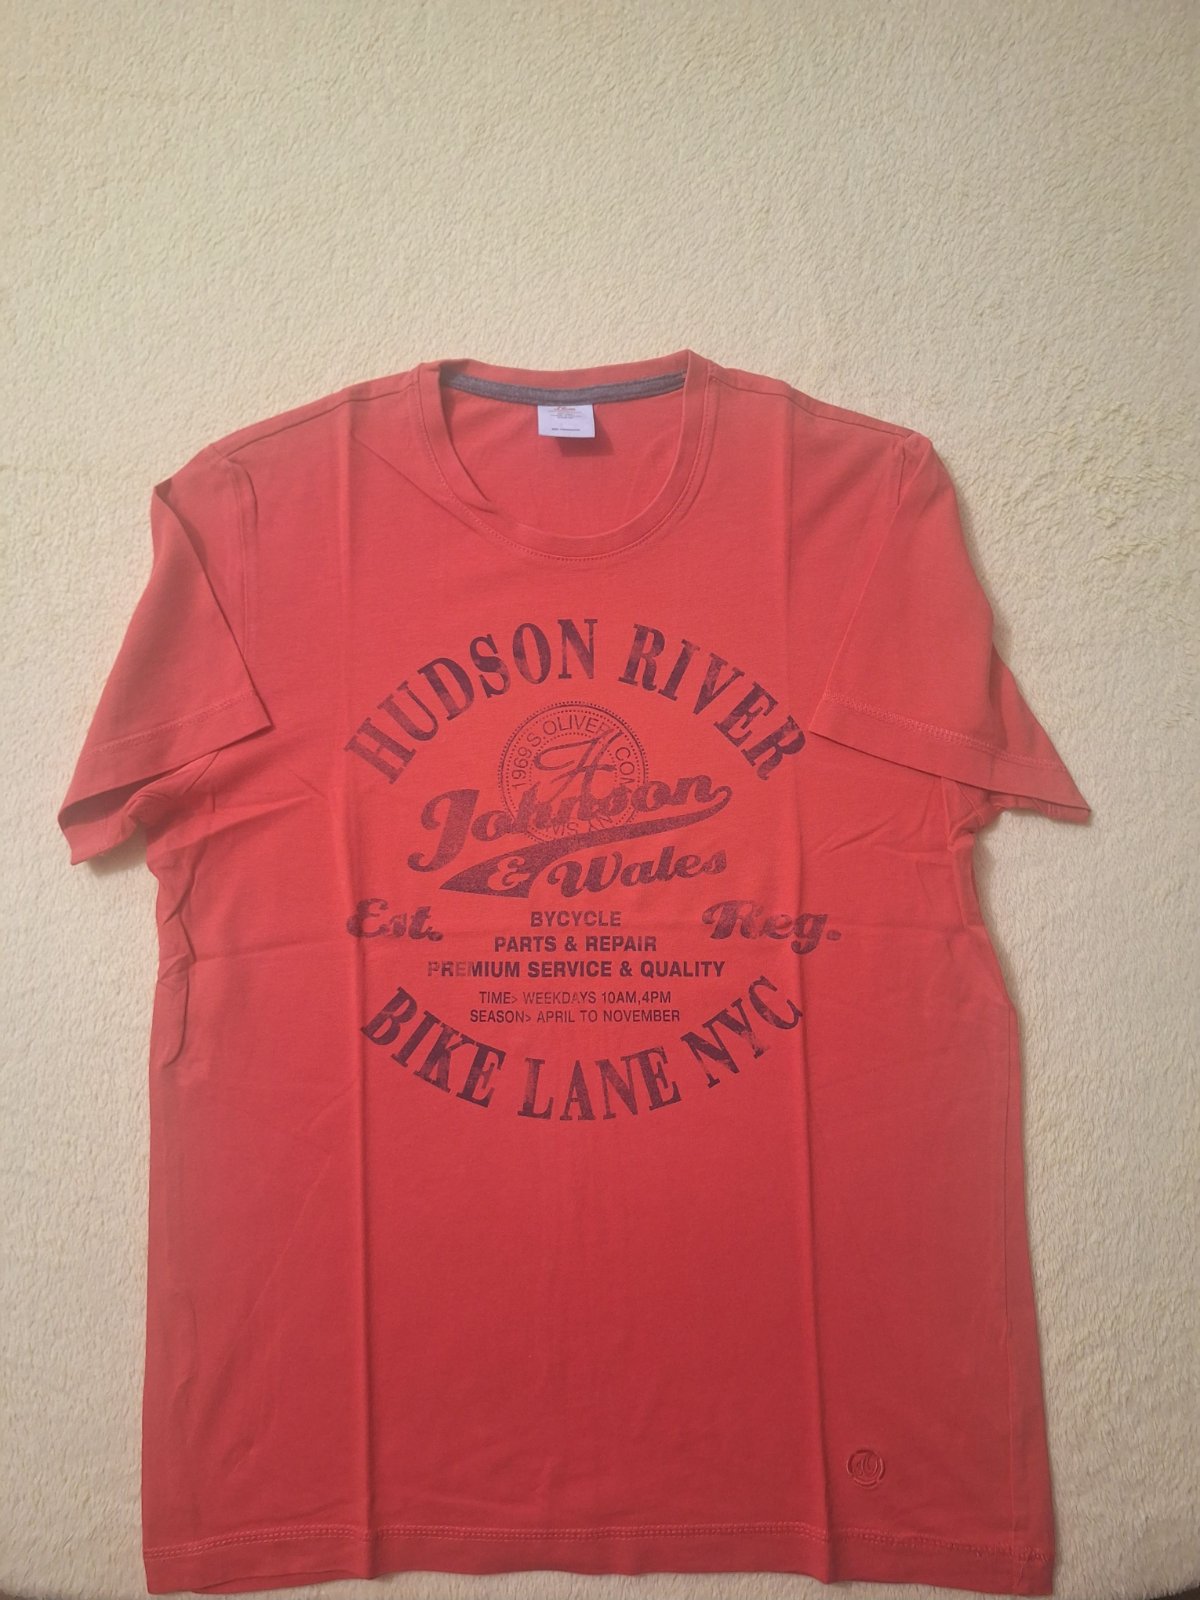 HUDSON RIVER
1969 S.OLIVER CON
H
Johnson
& Wales
Est.
BYCYCLE
Reg.
PARTS & REPAIR
PREMIUM SERVICE & QUALITY
TIME> WEEKDAYS 10AM,4PM
SEASON> APRIL TO NOVEMBER
BIKE LANE NYC